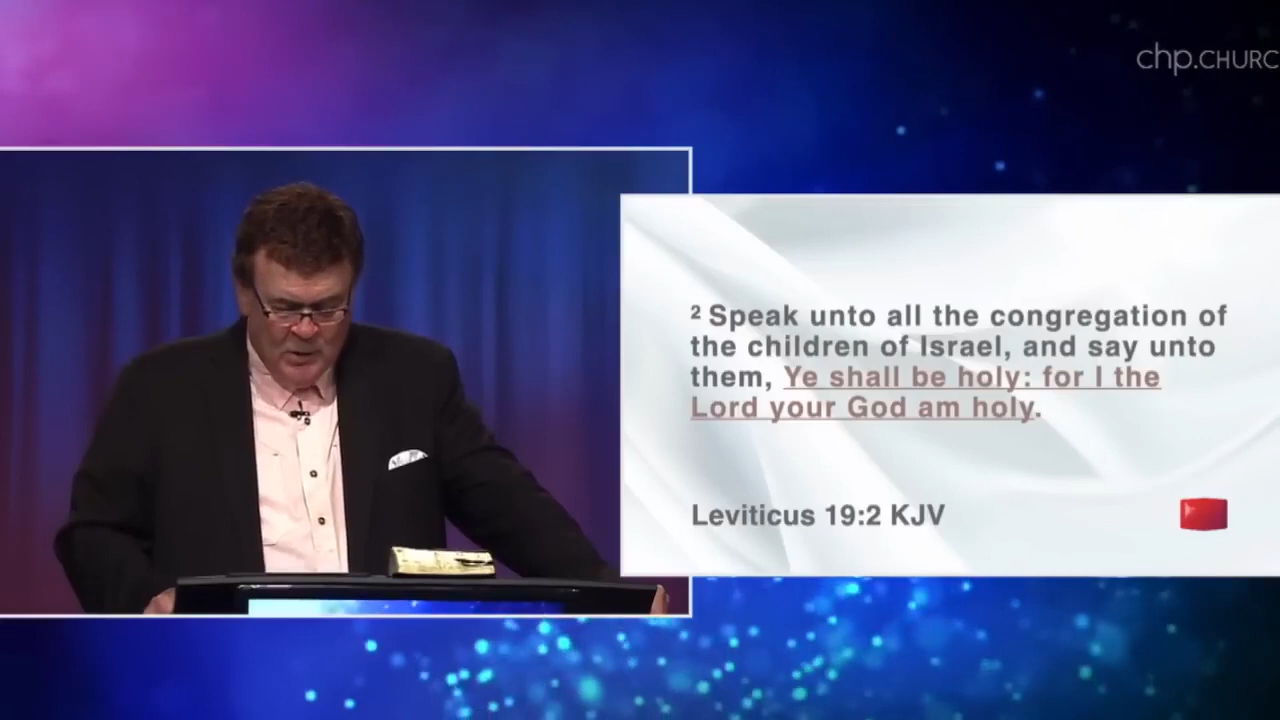 chp.CHURC
² Speak unto all the congregation of
the children of Israel, and say unto
them, Ye shall be holy: for I the
Lord your God am holy.
Leviticus 19:2 KJV